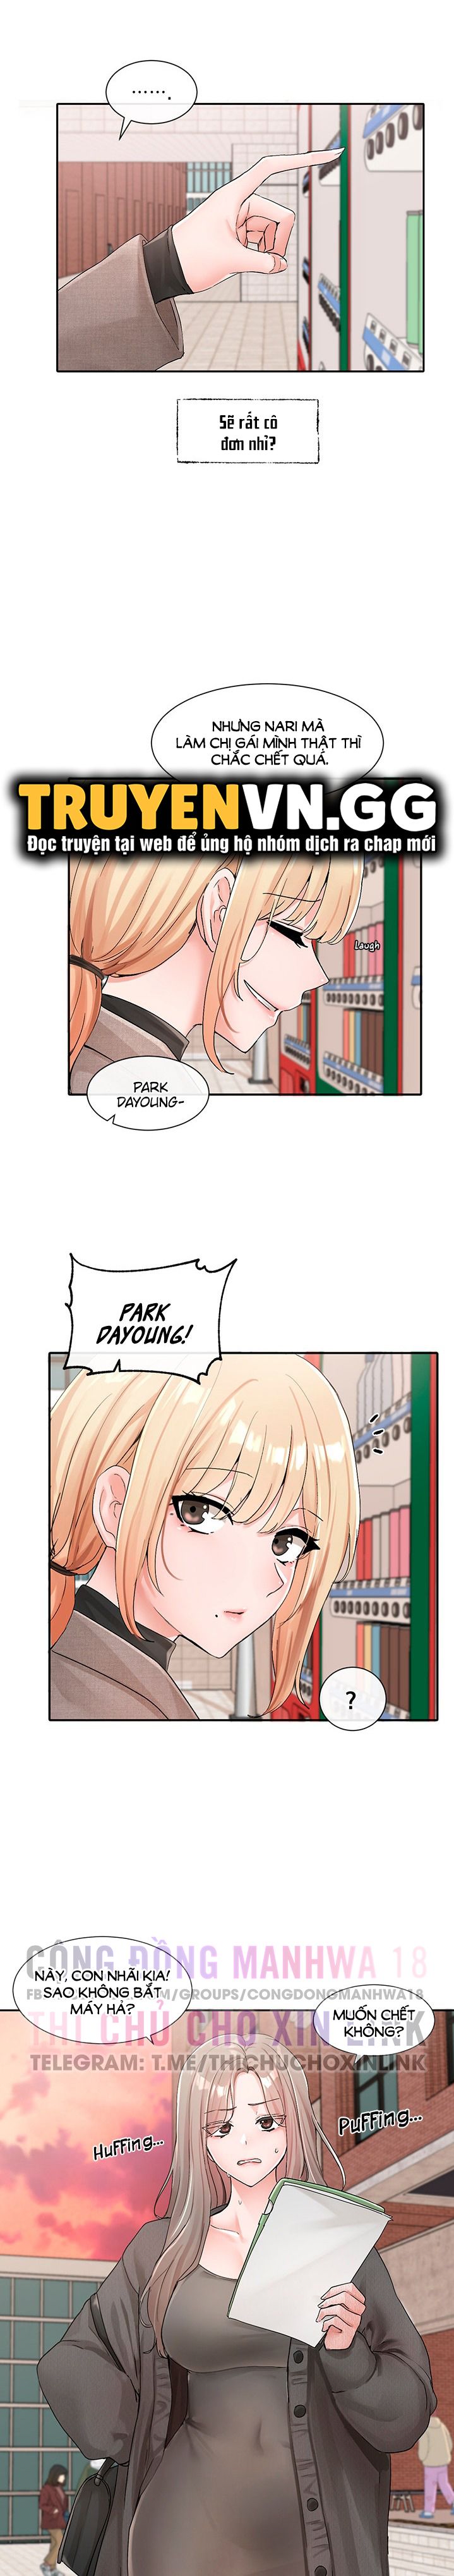 .......
Sẽ rất cô
đơn nhỉ?
NHƯNG NARI MÀ
LÀM CHỊ GÁI MÌNH THẬT THÌ
CHẮC CHẾT QUÁ.
TRUYENVN.GG
Đọc truyện tại web để ủng hộ nhóm dịch ra chap mới
Laugh
PARK
DAYOUNG~
PARK
DAYOUNG!
?
CỘNG ĐỒNG MANHWA 18
NÀY, CON NHÃI KIA!
SAO KHÔNG BẮT
MÁY HẢ?
FB.COM/GROUPS/CONGDONGMANHWA18
MUỐN CHẾT
KHÔNG?
THÍ CHỦ CHO XIN LINK
TELEGRAM: T.ME/THICHUCHOXINLINK
Huffing...
Puffing...